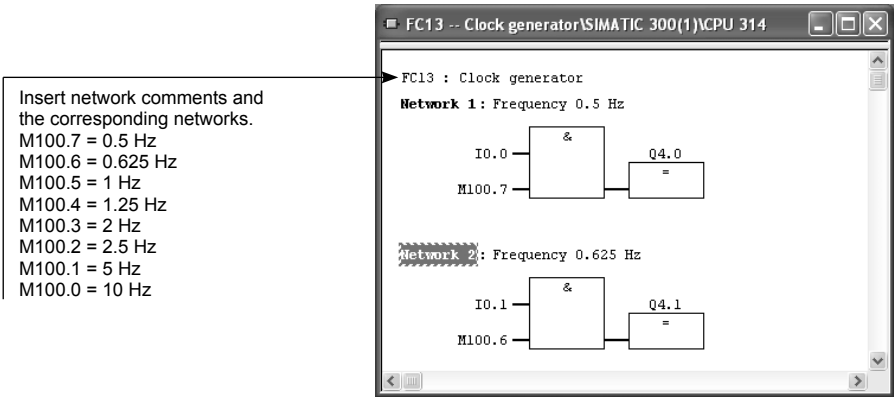 Insert network comments and
the corresponding networks.
M100.7 = 0.5 Hz
M100.6 = 0.625 Hz
M100.5 = 1 Hz
M100.4 = 1.25 Hz
M100.3 = 2 Hz
M100.2 = 2.5 Hz
M100.1 = 5 Hz
M100.0 = 10 Hz
FC13 -- Clock generator\SIMATIC 300(1)\CPU 314
FC13 : Clock generator
Network 1: Frequency 0.5 Hz
&
I0.0
Q4.0
=
M100.7
Network 2: Frequency 0.625 Hz
&
I0.1
Q4.1
=
M100.6